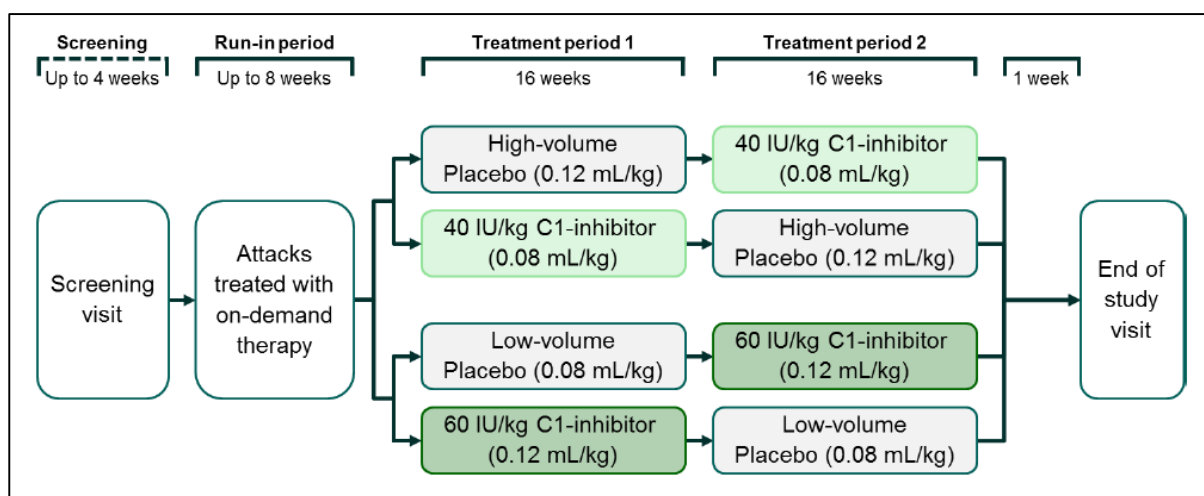 Screening
Run-in period
Treatment period 1
Treatment period 2
Up to 4 weeks
Up to 8 weeks
16 weeks
16 weeks
1 week
Screening
visit
Attacks
treated with
on-demand
therapy
High-volume
Placebo (0.12 mL/kg)
40 IU/kg C1-inhibitor
(0.08 mL/kg)
40 IU/kg C1-inhibitor
(0.08 mL/kg)
High-volume
Placebo (0.12 mL/kg)
Low-volume
Placebo (0.08 mL/kg)
60 IU/kg C1-inhibitor
(0.12 mL/kg)
60 IU/kg C1-inhibitor
(0.12 mL/kg)
Low-volume
Placebo (0.08 mL/kg)
End of
study
visit